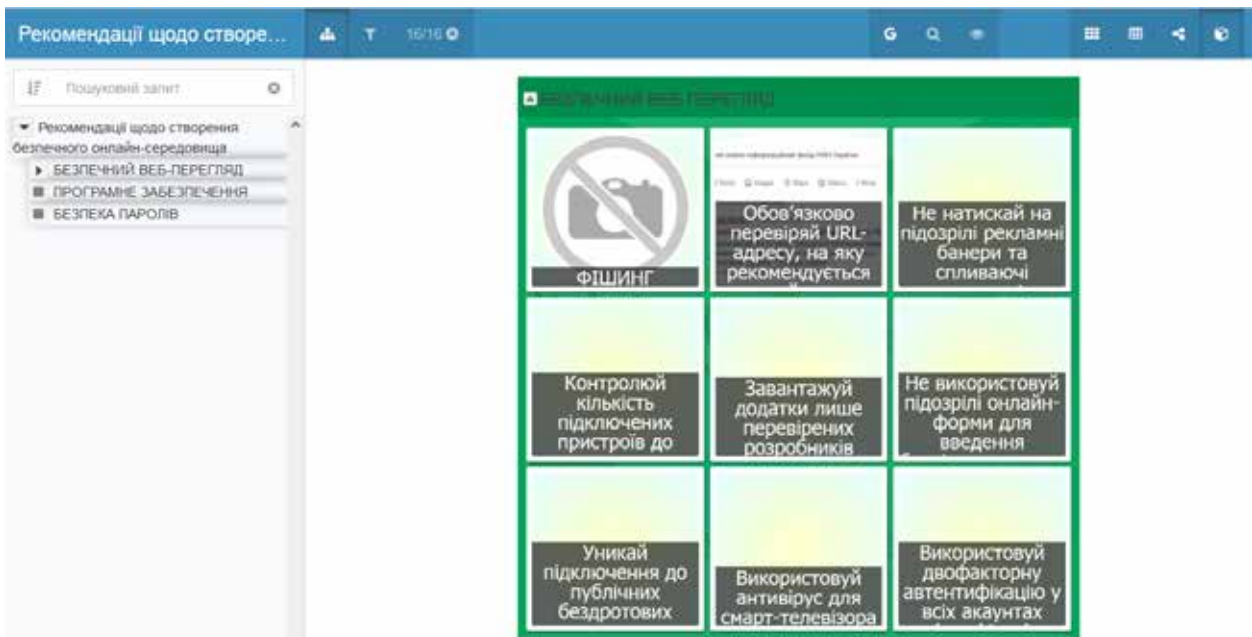 Рекомендації щодо створе...
16/16
G
Пошуковий запит
Рекомендації щодо створення
безпечного онлайн-середовища
БЕЗПЕЧНИЙ ВЕБ-ПЕРЕГЛЯД
ПРОГРАМНЕ ЗАБЕЗПЕЧЕННЯ
БЕЗПЕКА ПАРОЛІВ
БЕЗПЕЧНИЙ ВЕБ-ПЕРЕГЛЯД
ФІШИНГ
Обов’язково
перевіряй URL-
адресу, на яку
рекомендується
Не натискай на
підозрілі рекламні
банери та
спливаючі
Контролюй
кількість
підключених
пристроїв до
Завантажуй
додатки лише
перевірених
розробників
Не використовуй
підозрілі онлайн-
форми для
введення
Уникай
підключення до
публічних
бездротових
Використовуй
антивірус для
смарт-телевізора
Використовуй
двофакторну
автентифікацію у
всіх акаунтах